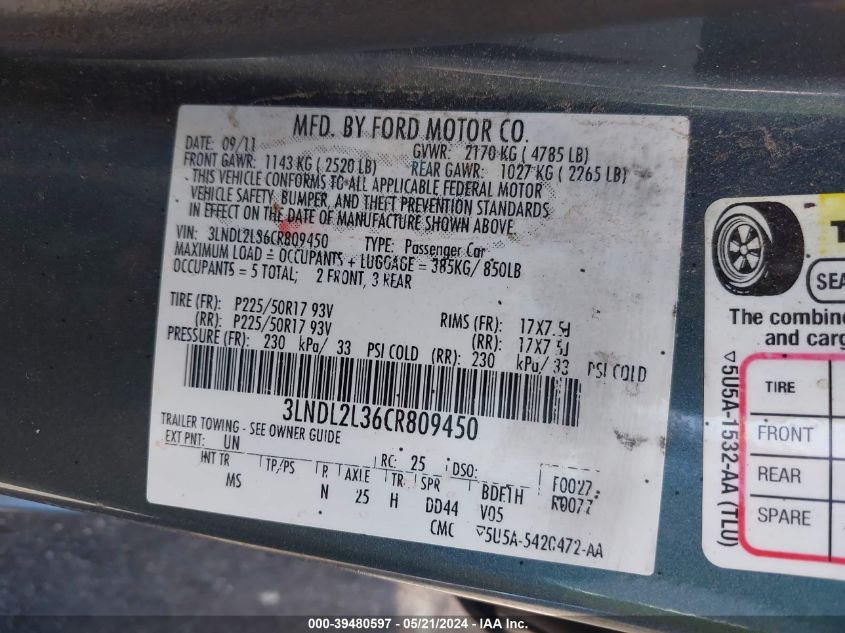 MFD. BY FORD MOTOR CO.
DATE: 09/11 GVWR: 2170 KG ( 4785 LB)
FRONT GAWR: 1143 KG ( 2520 LB) REAR GAWR: 1027 KG ( 2265 LB)
THIS VEHICLE CONFORMS TO ALL APPLICABLE FEDERAL MOTOR
VEHICLE SAFETY, BUMPER, AND THEFT PREVENTION STANDARDS
IN EFFECT ON THE DATE OF MANUFACTURE SHOWN ABOVE.
VIN: 3LNDL2L36CR809450 TYPE: Passenger Car
MAXIMUM LOAD = OCCUPANTS + LUGGAGE = 385KG/ 850LB
OCCUPANTS = 5 TOTAL; 2 FRONT, 3 REAR
TIRE (FR): P225/50R17 93V RIMS (FR): 17X7.5J
(RR): P225/50R17 93V (RR): 17X7.5J
PRESSURE (FR): 230 kPa/ 33 PSI COLD (RR): 230 kPa/ 33 PSI COLD
3LNDL2L36CR809450
TRAILER TOWING - SEE OWNER GUIDE
EXT PNT: UN RC: 25 DSO: F0027
INT TR TP/PS R AXLE TR SPR BDETH R0077
MS N 25 H DD44 V05
CMC ▽5U5A-5420472-AA
T
SEA
The combine
and carg
TIRE
FRONT
REAR
SPARE
▽5U5A-1532-AA (TL0)
000-39480597 - 05/21/2024 - IAA Inc.